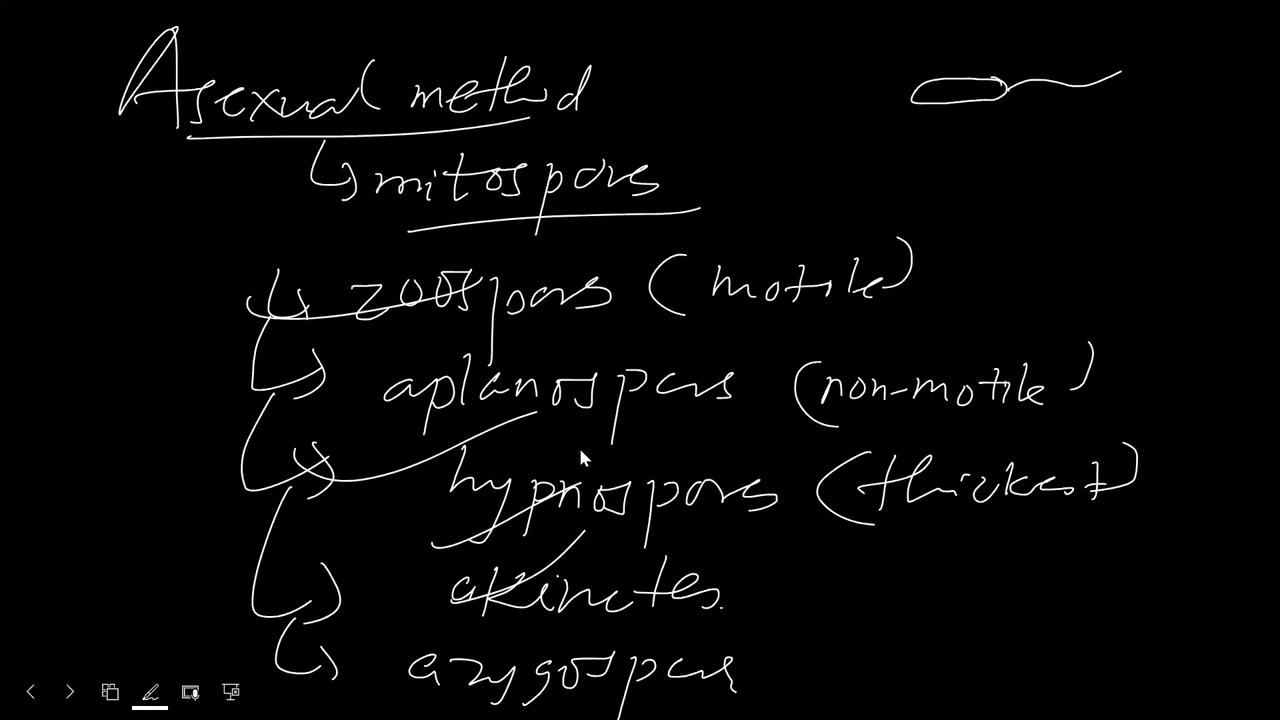 Asexual method
mitospores
zoospores (motile)
aplanospores (non-motile)
hypnospores (thickest)
akinetes
azygospores